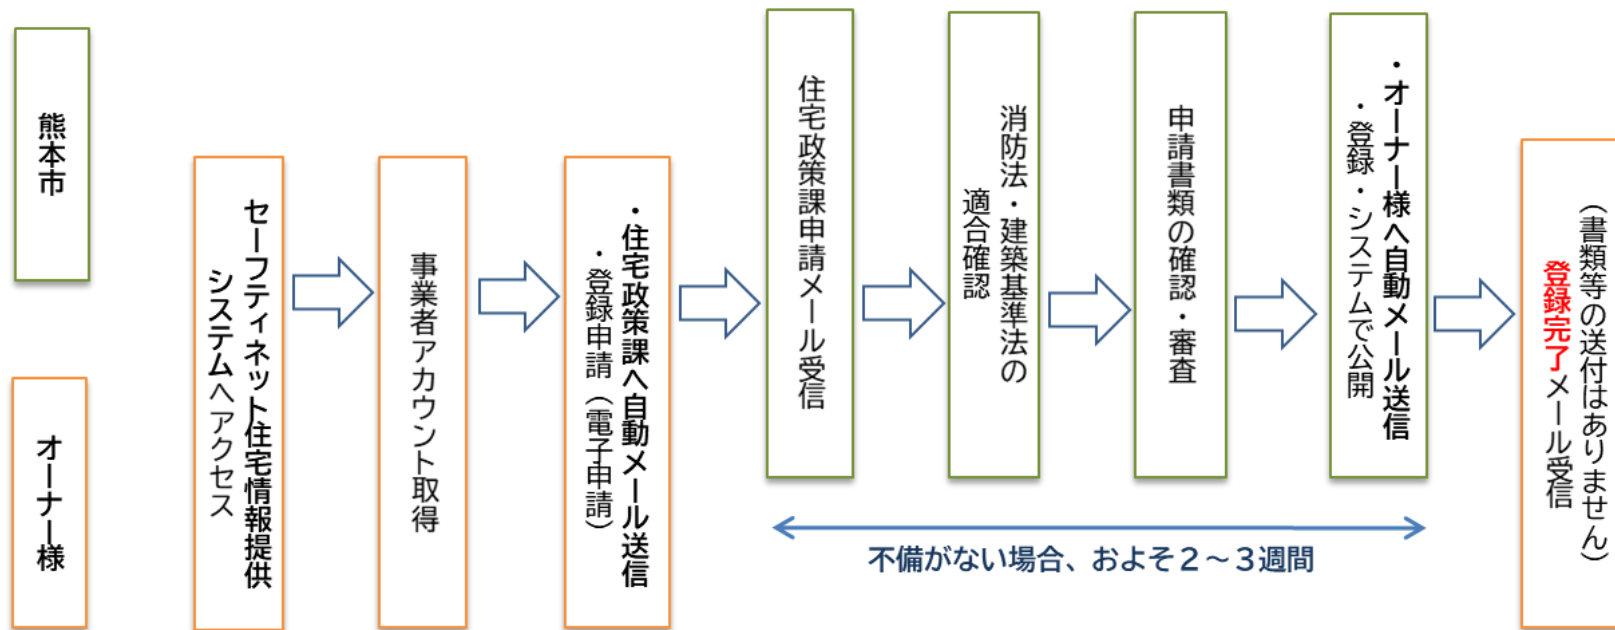 熊本市
オーナー様
セーフティネット住宅情報提供
システムへアクセス
事業者アカウント取得
・住宅政策課へ自動メール送信
・登録申請（電子申請）
住宅政策課申請メール受信
消防法・建築基準法の
適合確認
申請書類の確認・審査
・オーナー様へ自動メール送信
・登録・システムで公開
（書類等の送付はありません）
登録完了メール受信
不備がない場合、およそ２～３週間